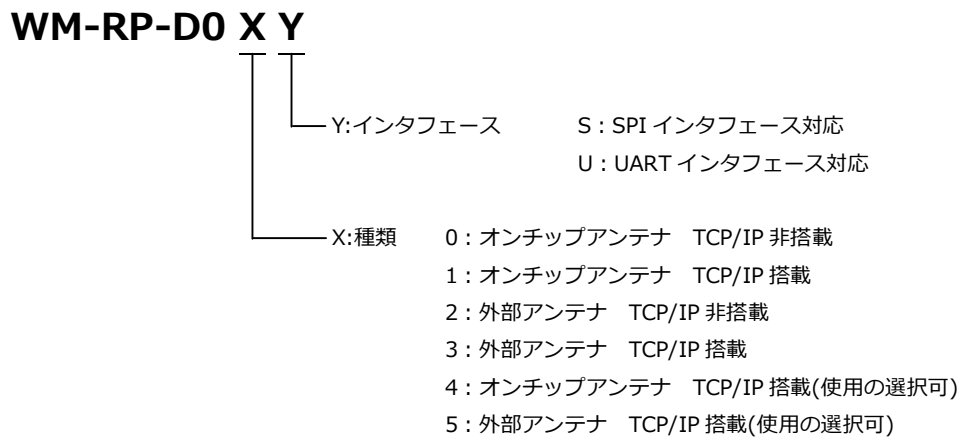 WM-RP-D0 X Y
Y:インタフェース　S：SPI インタフェース対応
U：UART インタフェース対応
X:種類　0：オンチップアンテナ　TCP/IP 非搭載
1：オンチップアンテナ　TCP/IP 搭載
2：外部アンテナ　TCP/IP 非搭載
3：外部アンテナ　TCP/IP 搭載
4：オンチップアンテナ　TCP/IP 搭載(使用の選択可)
5：外部アンテナ　TCP/IP 搭載(使用の選択可)